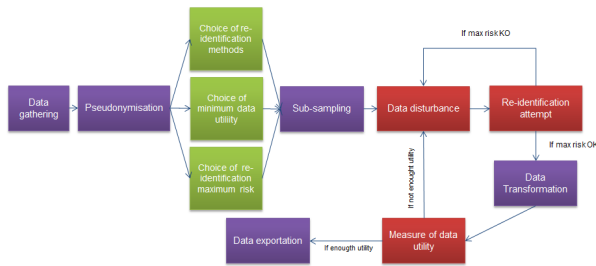 If max risk KO
Choice of re-
identification
methods
Data
gathering
Pseudonymisation
Choice of
minimum data
utility
Sub-sampling
Data disturbance
Re-identification
attempt
If max risk OK
Choice of re-
identification
maximum risk
If not enought utility
Data
Transformation
Data exportation
If enougth utility
Measure of data
utility